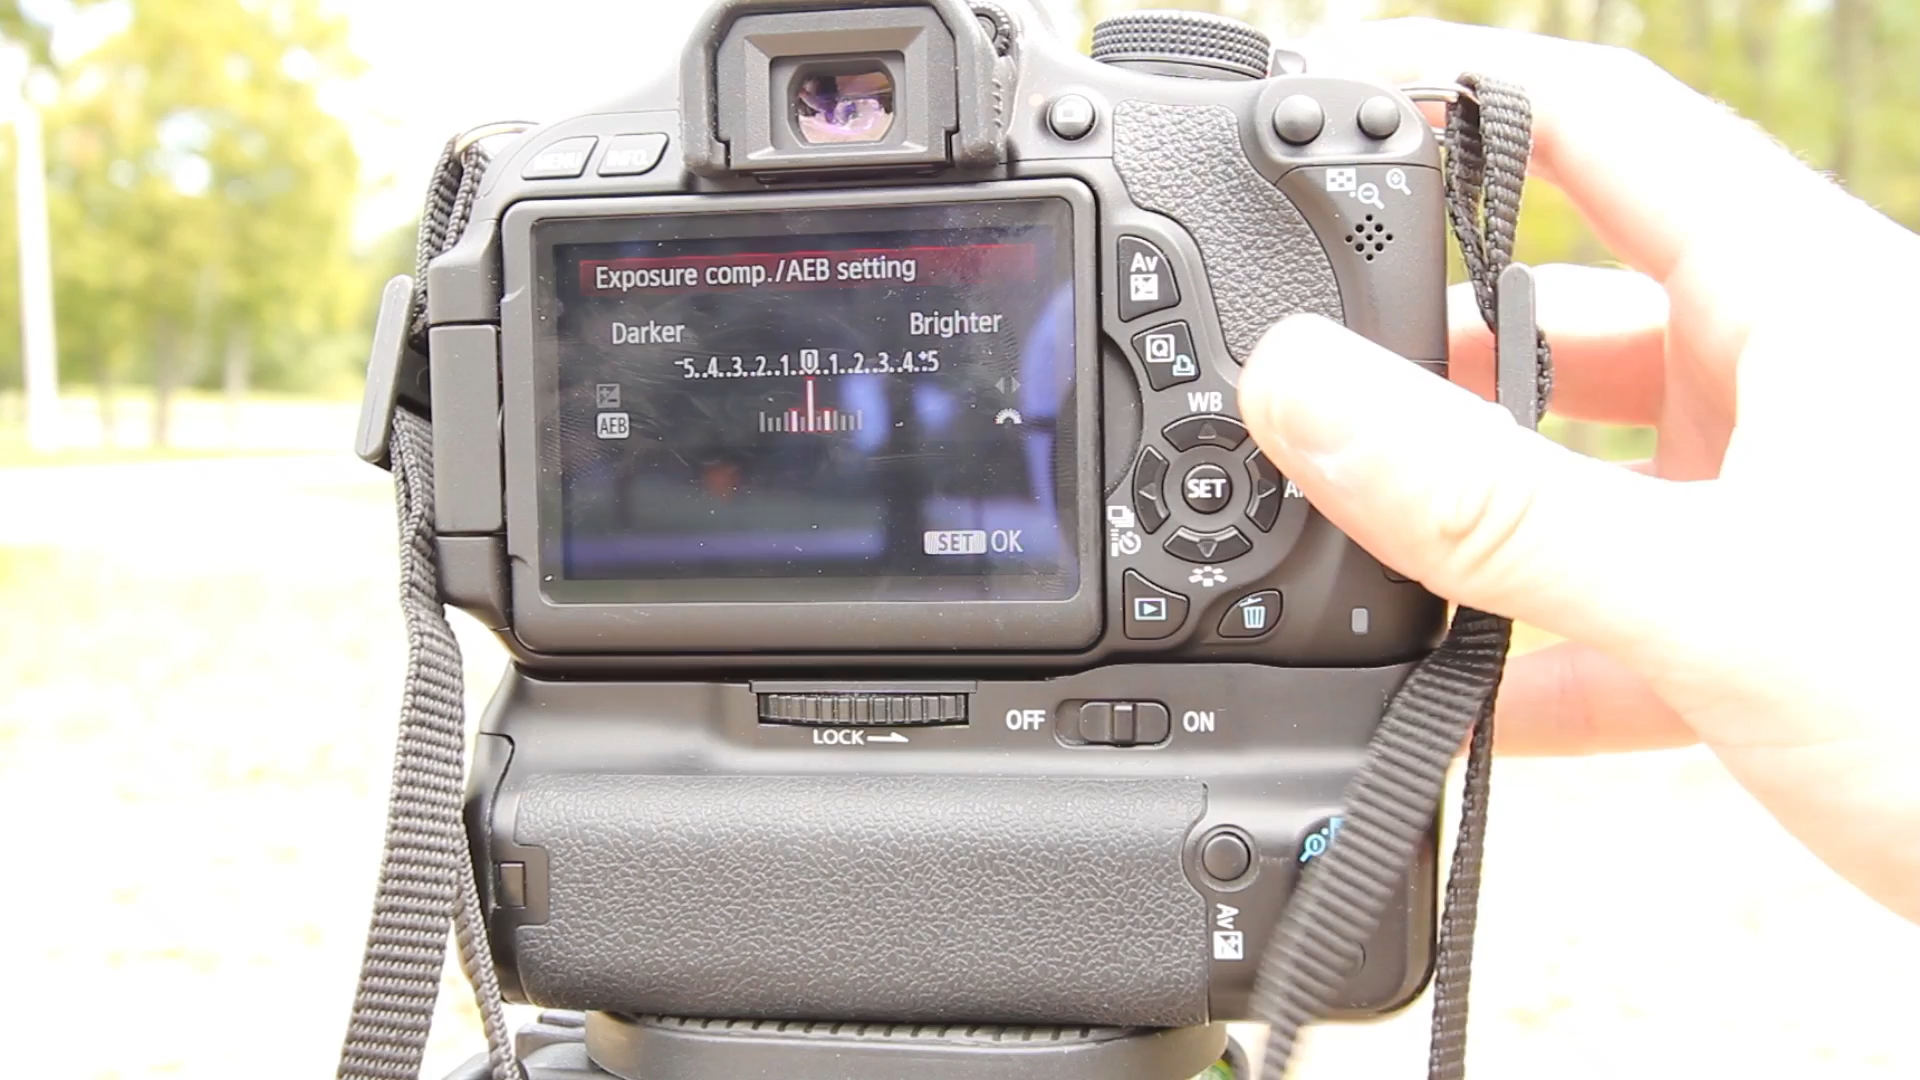 MENU
INFO.
Exposure comp./AEB setting
Darker Brighter
-5..4..3..2..1..0..1..2..3..4.+5
AEB
SET OK
Av
Q
WB
SET
LOCK
OFF ON
Av